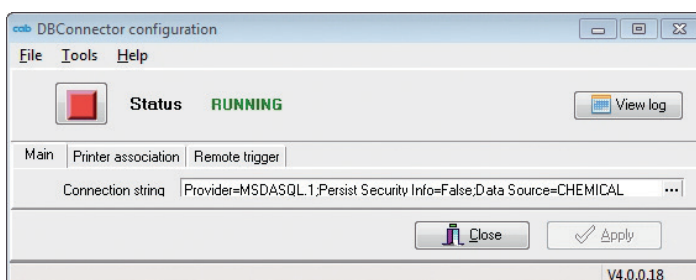 cab DBConnector configuration
File Tools Help
Status RUNNING View log
Main Printer association Remote trigger
Connection string Provider=MSDASQL.1;Persist Security Info=False;Data Source=CHEMICAL ...
Close Apply
V4.0.0.18